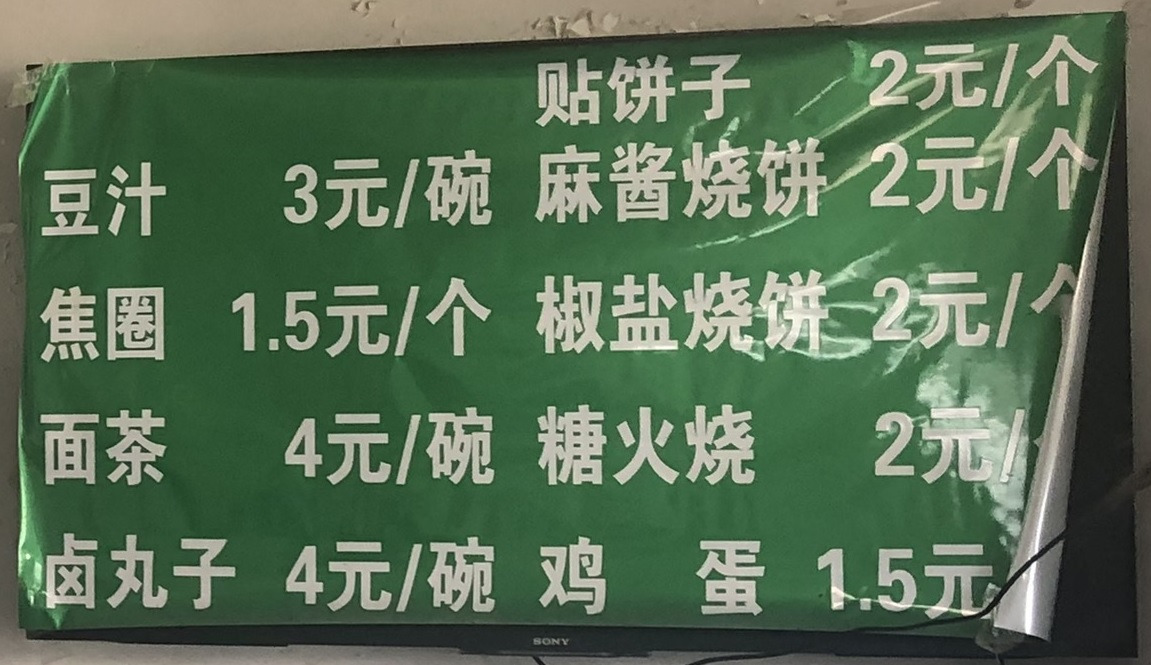 贴饼子 2元/个
豆汁 3元/碗 麻酱烧饼 2元/个
焦圈 1.5元/个 椒盐烧饼 2元/个
面茶 4元/碗 糖火烧 2元/
卤丸子 4元/碗 鸡 蛋 1.5元
SONY